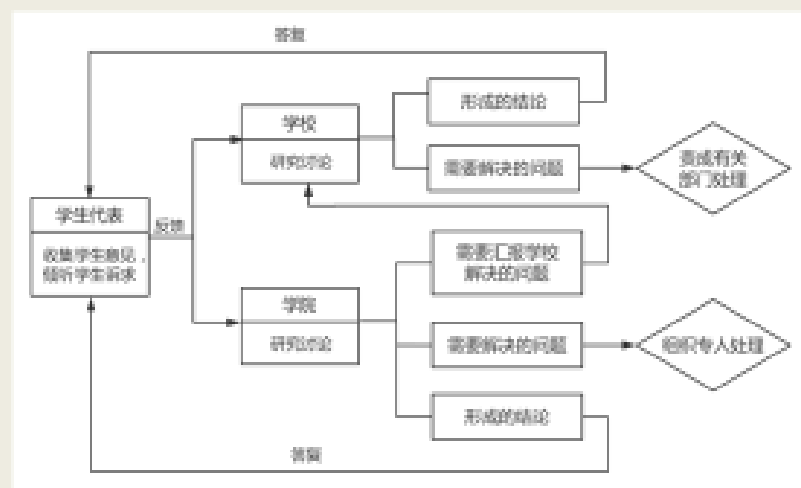 答复
形成的结论
学校
研究讨论
需要解决的问题
责成有关
部门处理
学生代表
收集学生意见，
倾听学生诉求
反馈
需要汇报学校
解决的问题
学院
研究讨论
需要解决的问题
组织专人处理
形成的结论
答复